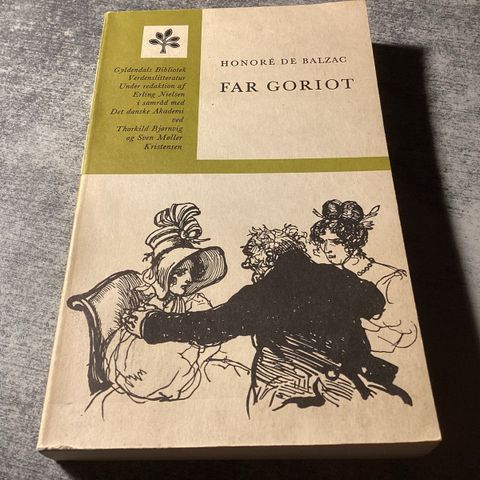 Gyldendals Bibliotek
Verdenslitteratur
Under redaktion af
Erling Nielsen
i samråd med
Det danske Akademi
ved
Thorkild Bjørnvig
og Sven Møller
Kristensen
HONORÉ DE BALZAC
FAR GORIOT